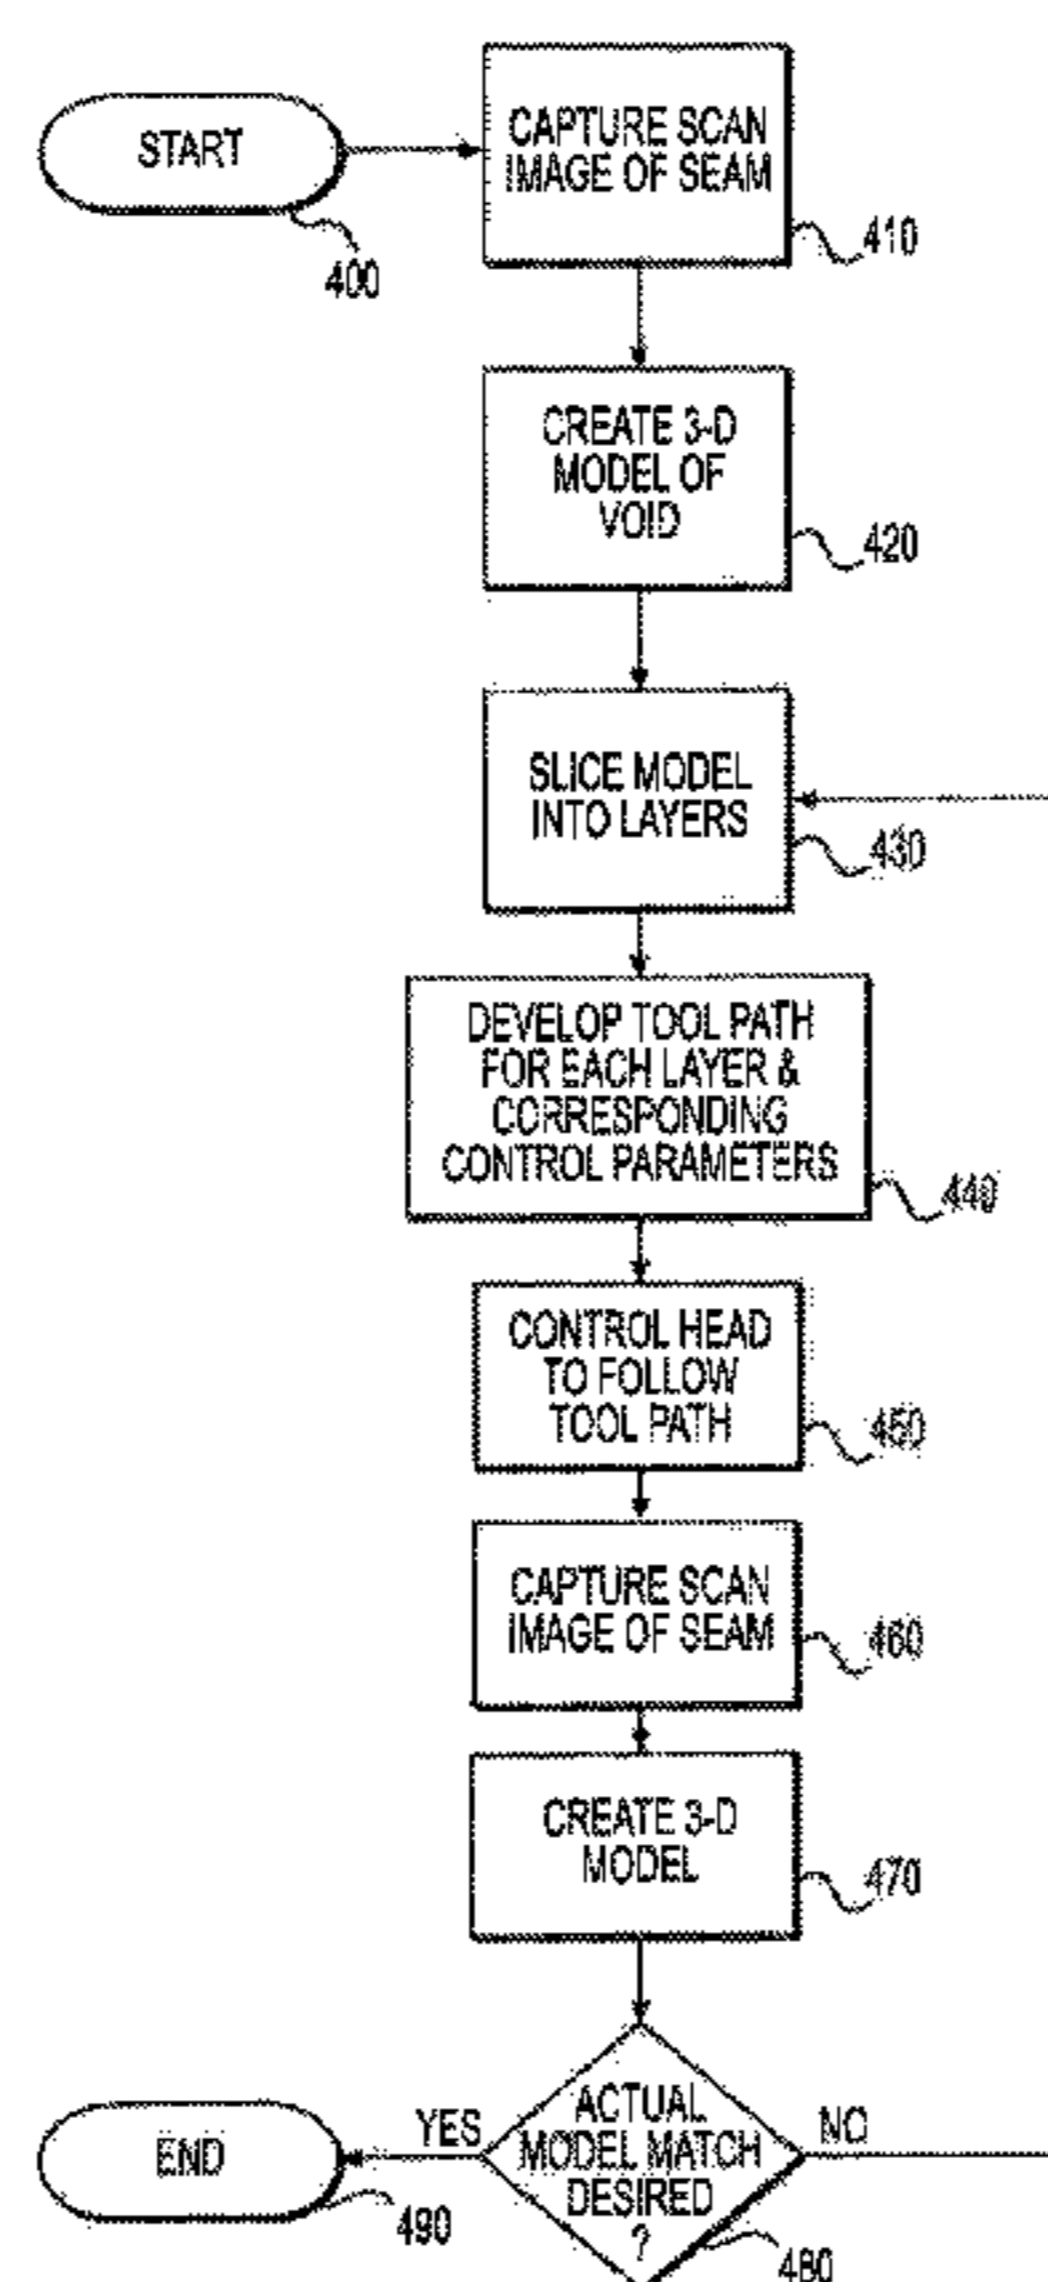 START
400
CAPTURE SCAN
IMAGE OF SEAM
410
CREATE 3-D
MODEL OF
VOID
420
SLICE MODEL
INTO LAYERS
430
DEVELOP TOOL PATH
FOR EACH LAYER &
CORRESPONDING
CONTROL PARAMETERS
440
CONTROL HEAD
TO FOLLOW
TOOL PATH
450
CAPTURE SCAN
IMAGE OF SEAM
460
CREATE 3-D
MODEL
470
ACTUAL
MODEL MATCH
DESIRED
?
480
YES
NO
END
490